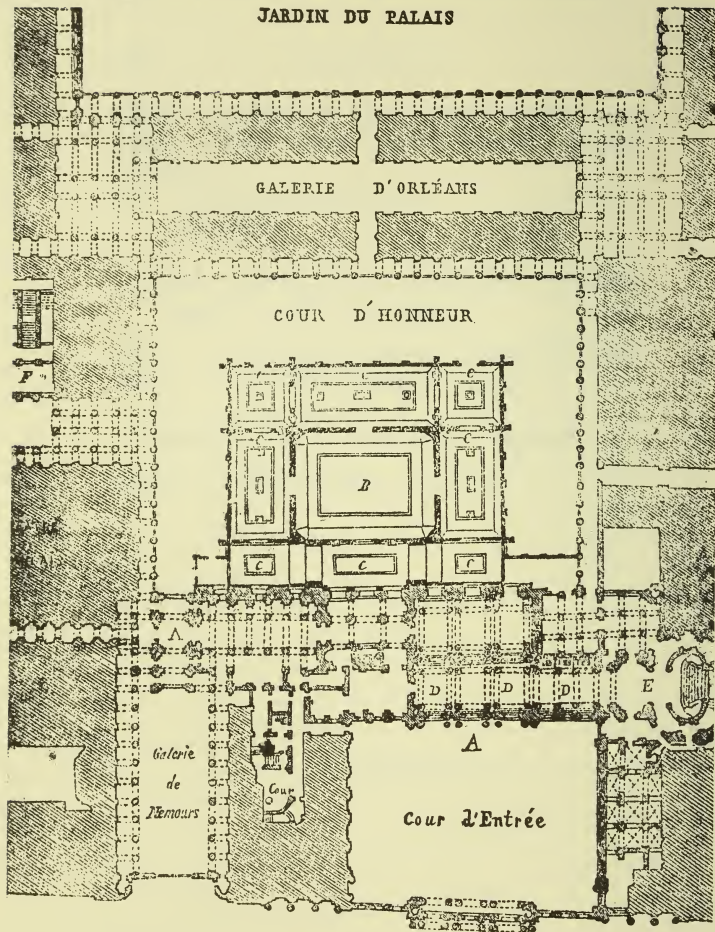 JARDIN DU PALAIS
GALERIE D'ORLÉANS
COUR D'HONNEUR
F
C
C
C
C
B
C
C
C
A
D
D
D
E
A
Galerie
de
Nemours
Cour
Cour d'Entrée